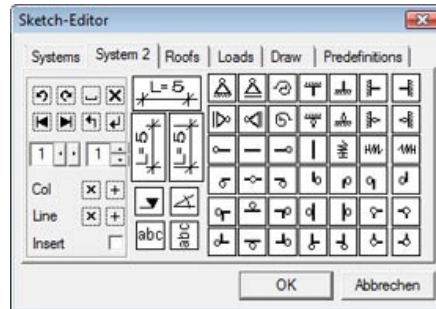 Sketch-Editor
Systems System 2 Roofs Loads Draw Predefinitions
L=5
L=5 L=5
1 1
Col
Line
Insert
abc abc
OK Abbrechen